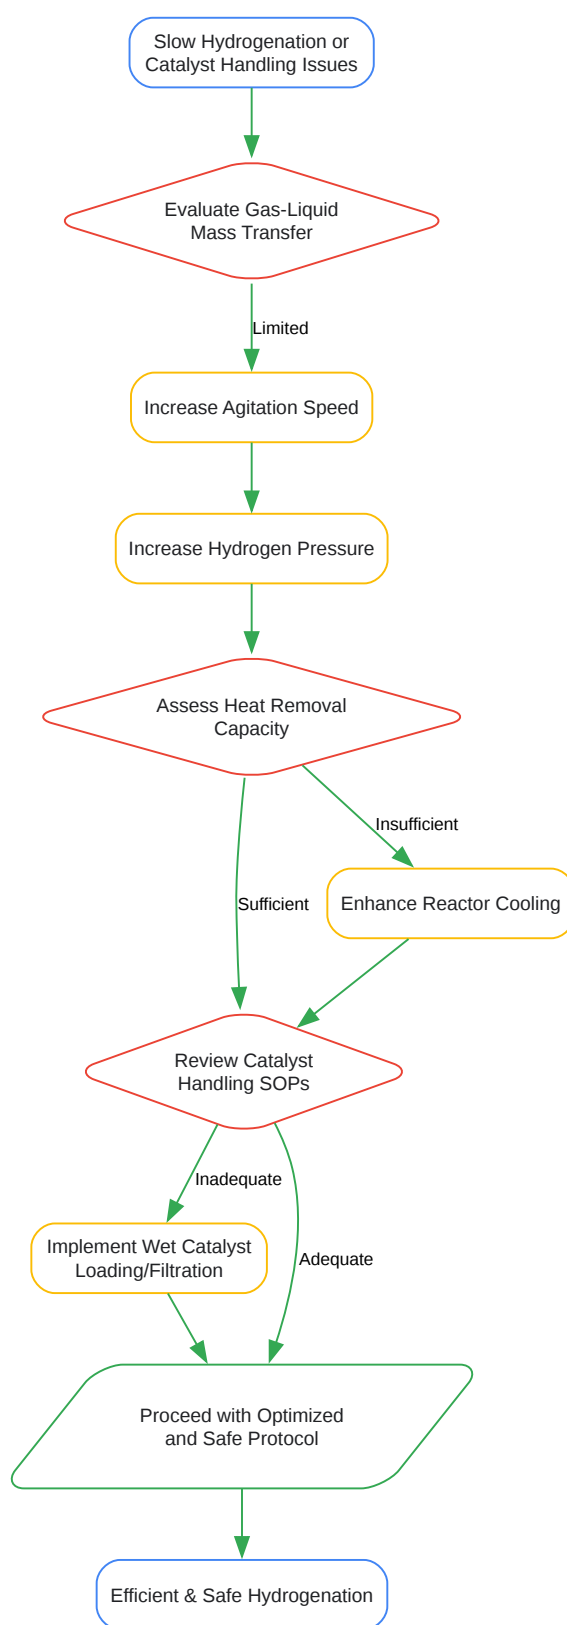 Slow Hydrogenation or
Catalyst Handling Issues
Evaluate Gas-Liquid
Mass Transfer
Limited
Increase Agitation Speed
Increase Hydrogen Pressure
Assess Heat Removal
Capacity
Insufficient
Sufficient
Enhance Reactor Cooling
Review Catalyst
Handling SOPs
Inadequate
Implement Wet Catalyst
Loading/Filtration
Adequate
Proceed with Optimized
and Safe Protocol
Efficient & Safe Hydrogenation